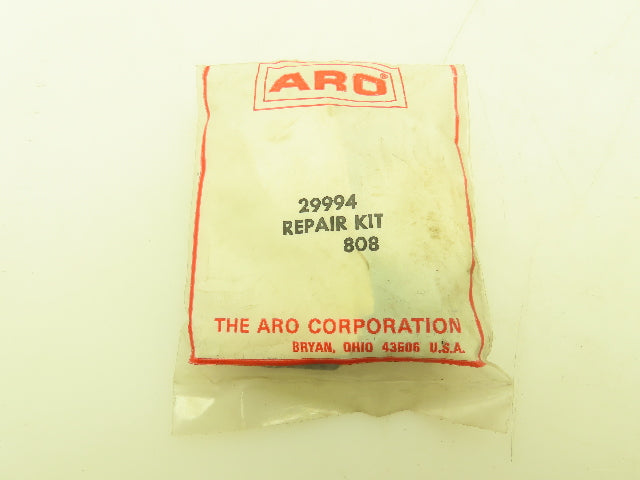 ARO®
29994
REPAIR KIT
808
THE ARO CORPORATION
BRYAN, OHIO 43506 U.S.A.